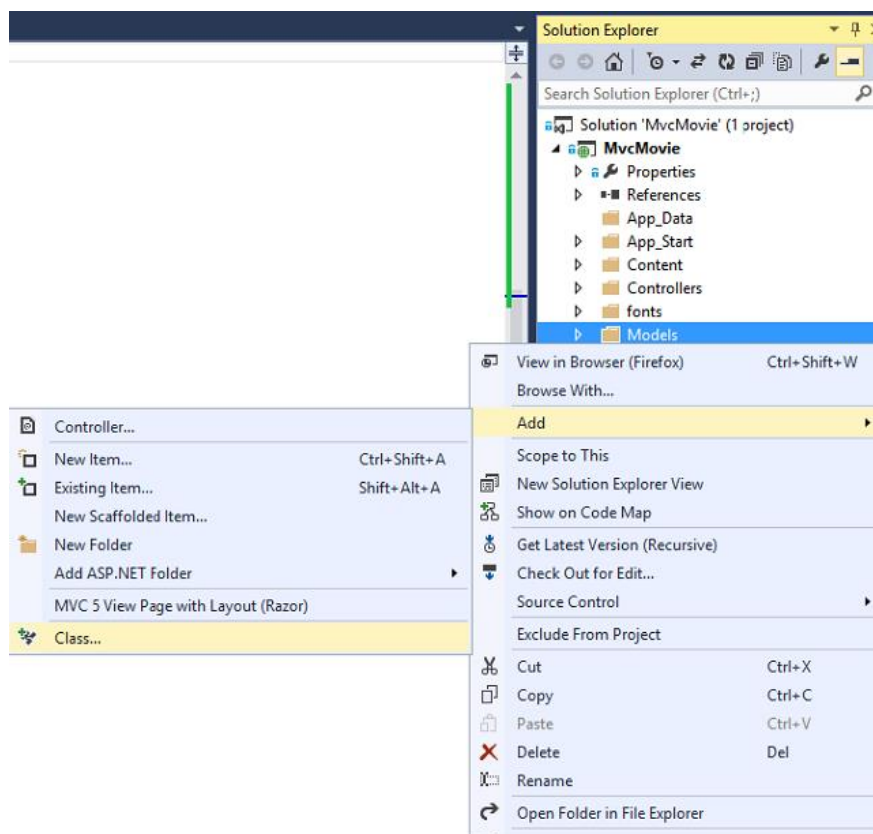 Solution Explorer
Search Solution Explorer (Ctrl+;)
Solution 'MvcMovie' (1 project)
MvcMovie
Properties
References
App_Data
App_Start
Content
Controllers
fonts
Models
View in Browser (Firefox) Ctrl+Shift+W
Browse With...
Add
Scope to This
New Solution Explorer View
Show on Code Map
Get Latest Version (Recursive)
Check Out for Edit...
Source Control
Exclude From Project
Cut Ctrl+X
Copy Ctrl+C
Paste Ctrl+V
Delete Del
Rename
Open Folder in File Explorer
Controller...
New Item... Ctrl+Shift+A
Existing Item... Shift+Alt+A
New Scaffolded Item...
New Folder
Add ASP.NET Folder
MVC 5 View Page with Layout (Razor)
Class...